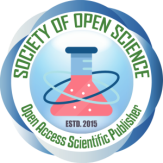 SOCIETY OF OPEN SCIENCE
ESTD. 2015
Open Access Scientific Publisher